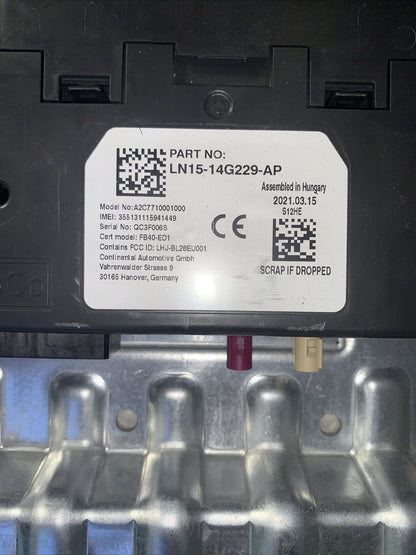 PART NO:
LN15-14G229-AP
Assembled in Hungary
2021.03.15
S12HE
Model No: A2C7710001000
IMEI: 355131115941449
Serial No: QC3F006S
Cert model: FB40-ED1
Contains FCC ID: LHJ-BL28EU001
Continental Automotive GmbH
Vahrenwalder Strasse 9
30165 Hanover, Germany
CE
SCRAP IF DROPPED